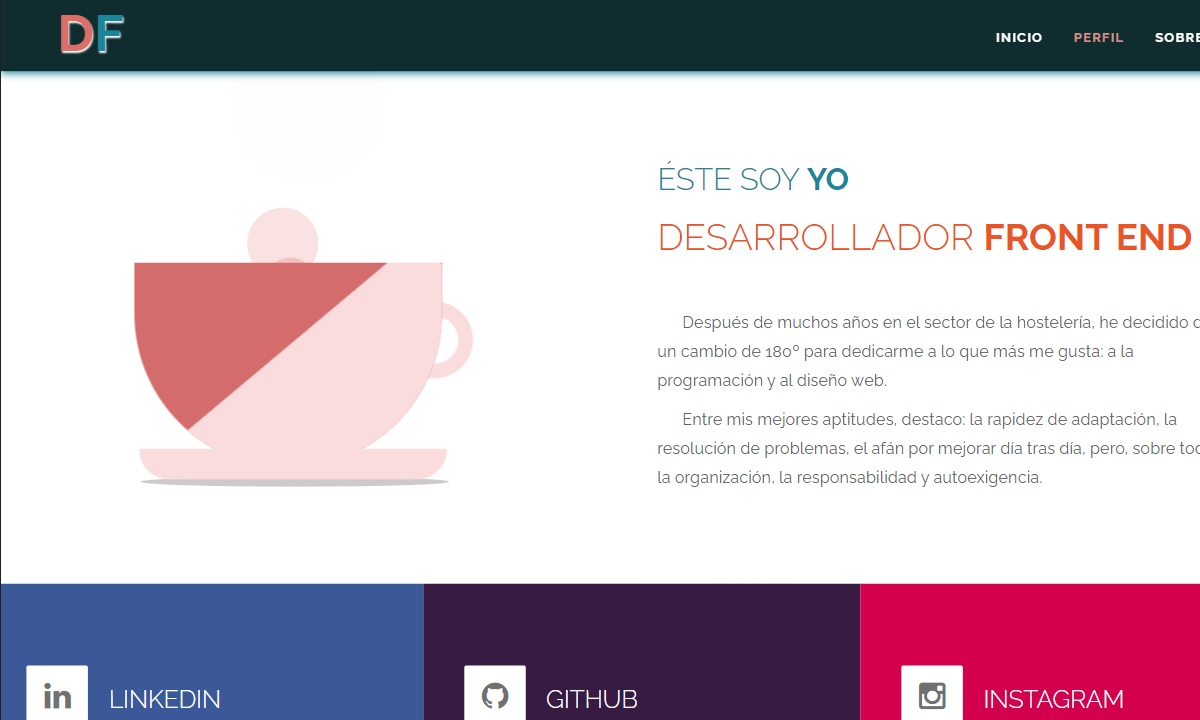 DF
INICIO PERFIL SOBRE
ÉSTE SOY YO
DESARROLLADOR FRONT END
Después de muchos años en el sector de la hostelería, he decidido
un cambio de 180º para dedicarme a lo que más me gusta: a la
programación y al diseño web.
Entre mis mejores aptitudes, destaco: la rapidez de adaptación, la
resolución de problemas, el afán por mejorar día tras día, pero, sobre
la organización, la responsabilidad y autoexigencia.
in LINKEDIN
GITHUB
INSTAGRAM